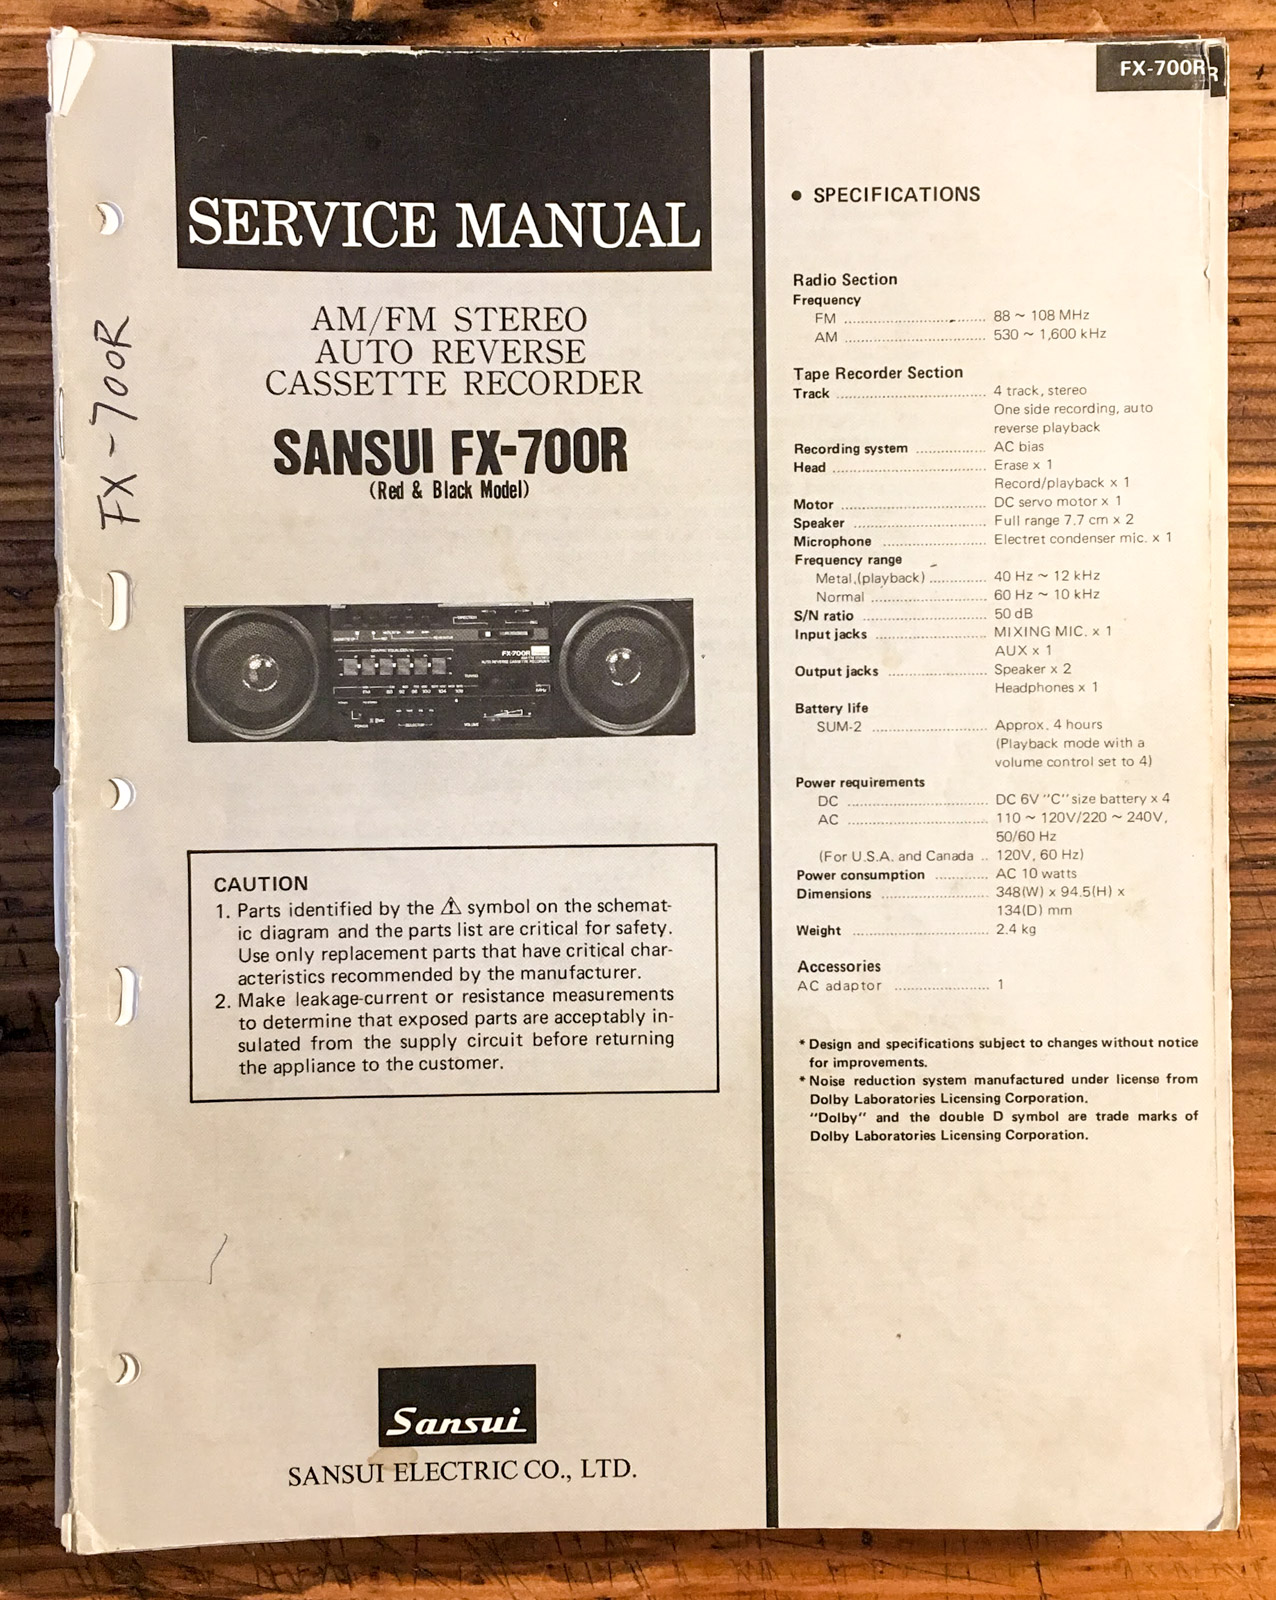 SERVICE MANUAL
AM/FM STEREO
AUTO REVERSE
CASSETTE RECORDER
SANSUI FX-700R
(Red & Black Model)
FX-700R
FX-700R
CAUTION
1. Parts identified by the ⚠ symbol on the schemat-
ic diagram and the parts list are critical for safety.
Use only replacement parts that have critical char-
acteristics recommended by the manufacturer.
2. Make leakage-current or resistance measurements
to determine that exposed parts are acceptably in-
sulated from the supply circuit before returning
the appliance to the customer.
Sansui
SANSUI ELECTRIC CO., LTD.
FX-700R
R
• SPECIFICATIONS
Radio Section
Frequency
FM ........ 88 ~ 108 MHz
AM ........ 530 ~ 1,600 kHz
Tape Recorder Section
Track ........ 4 track, stereo
One side recording, auto
reverse playback
Recording system ........ AC bias
Head ........ Erase x 1
Record/playback x 1
Motor ........ DC servo motor x 1
Speaker ........ Full range 7.7 cm x 2
Microphone ........ Electret condenser mic. x 1
Frequency range
Metal (playback) ........ 40 Hz ~ 12 kHz
Normal ........ 60 Hz ~ 10 kHz
S/N ratio ........ 50 dB
Input jacks ........ MIXING MIC. x 1
AUX x 1
Output jacks ........ Speaker x 2
Headphones x 1
Battery life
SUM-2 ........ Approx. 4 hours
(Playback mode with a
volume control set to 4)
Power requirements
DC ........ DC 6V "C" size battery x 4
AC ........ 110 ~ 120V/220 ~ 240V,
50/60 Hz
(For U.S.A. and Canada .. 120V, 60 Hz)
Power consumption ........ AC 10 watts
Dimensions ........ 348(W) x 94.5(H) x
134(D) mm
Weight ........ 2.4 kg
Accessories
AC adaptor ........ 1
* Design and specifications subject to changes without notice
for improvements.
* Noise reduction system manufactured under license from
Dolby Laboratories Licensing Corporation.
"Dolby" and the double D symbol are trade marks of
Dolby Laboratories Licensing Corporation.